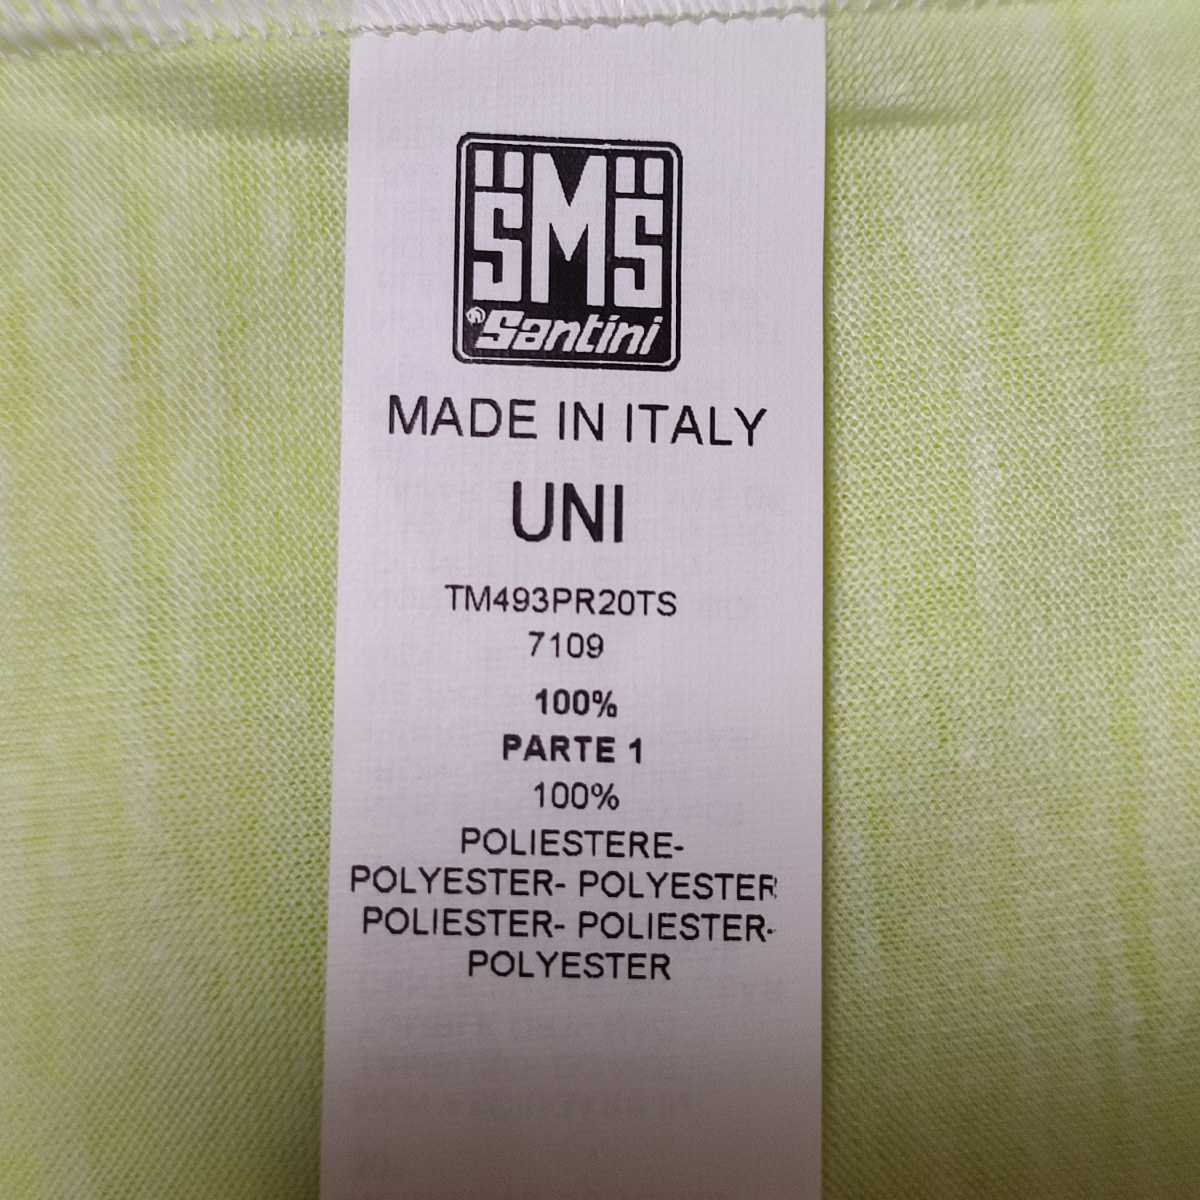 SMS
® Santini
MADE IN ITALY
UNI
TM493PR20TS
7109
100%
PARTE 1
100%
POLIESTERE-
POLYESTER- POLYESTER
POLIESTER- POLIESTER-
POLYESTER